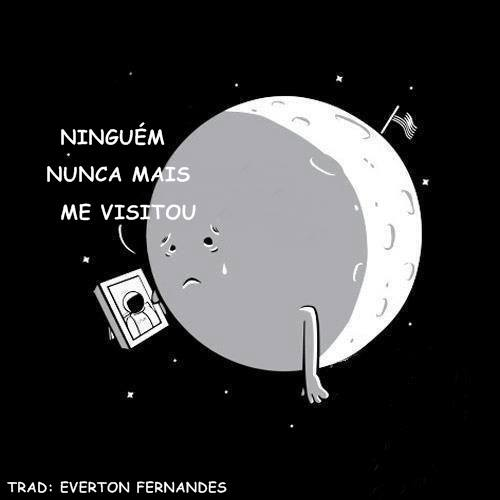 NINGUÉM
NUNCA MAIS
ME VISITOU
TRAD: EVERTON FERNANDES